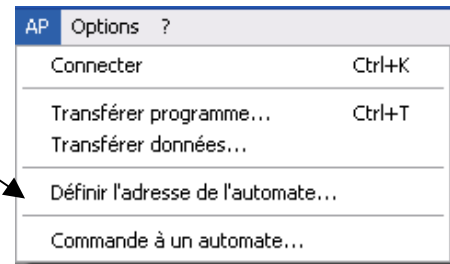 AP Options ?
Connecter Ctrl+K
Transférer programme... Ctrl+T
Transférer données...
Définir l'adresse de l'automate...
Commande à un automate...